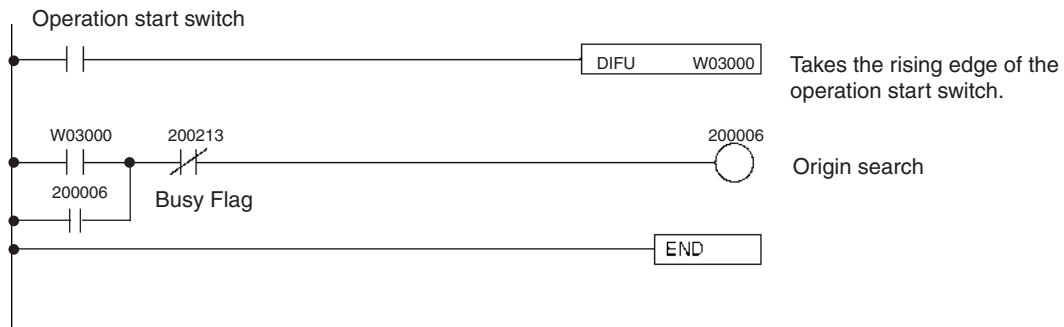 Operation start switch
DIFU W03000
Takes the rising edge of the
operation start switch.
W03000 200213 200006
Origin search
200006
Busy Flag
END